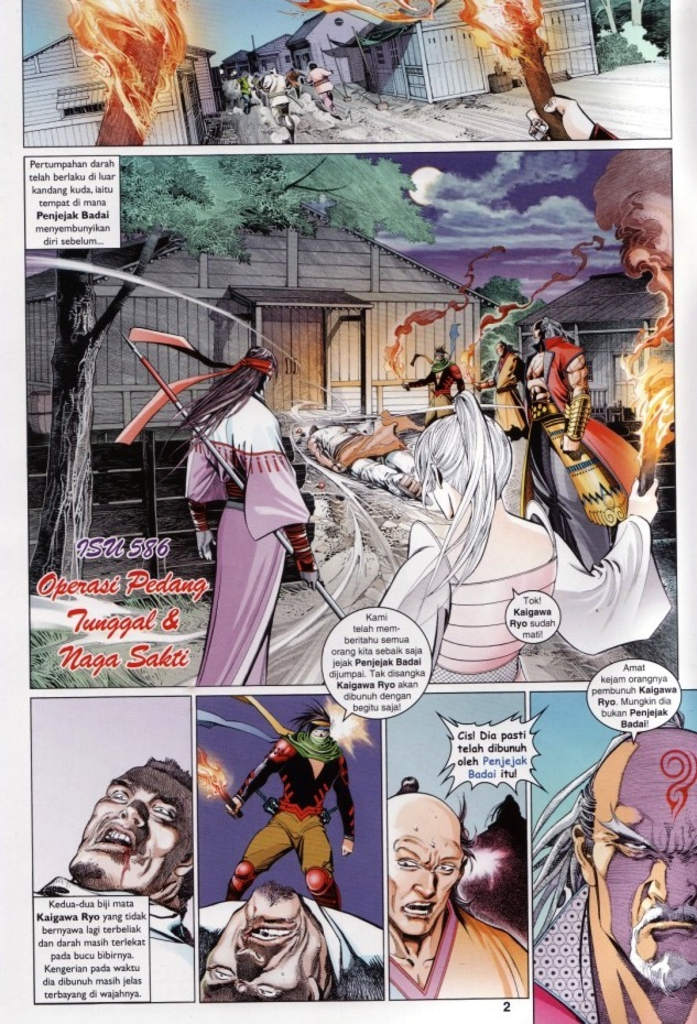 Pertumpahan darah
telah berlaku di luar
kandang kuda, iaitu
tempat di mana
Penjejak Badai
menyembunyikan
diri sebelum...
ISU 586
Operasi Pedang
Tunggal &
Naga Sakti
Kami
telah mem-
beritahu semua
orang kita sebaik saja
jejak Penjejak Badai
dijumpai. Tak disangka
Kaigawa Ryo akan
dibunuh dengan
begitu saja!
Tok!
Kaigawa
Ryo sudah
mati!
Amat
kejam seorangnya
pembunuh Kaigawa
Ryo. Mungkin dia
bukan Penjejak
Badai!
Kedua-dua biji mata
Kaigawa Ryo yang tidak
bernyawa lagi terbeliak
dan darah masih terlekat
pada bucu bibirnya.
Kengerian pada waktu
dia dibunuh masih jelas
terbayang di wajahnya.
Cis! Dia pasti
telah dibunuh
oleh Penjejak
Badai itu!
2